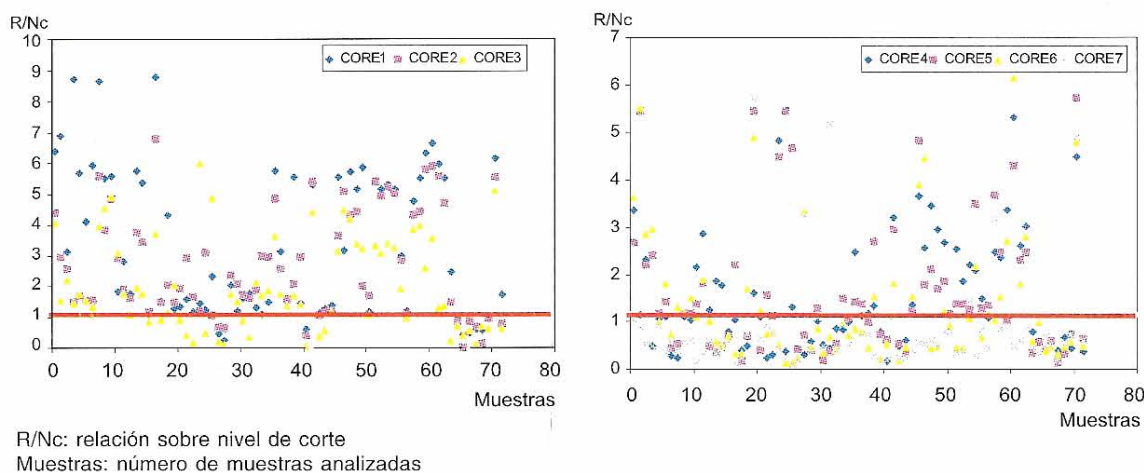 R/Nc
10
9
8
7
6
5
4
3
2
1
0
CORE1 CORE2 CORE3
0 10 20 30 40 50 60 70 80
Muestras
R/Nc
7
6
5
4
3
2
1
0
CORE4 CORE5 CORE6 CORE7
0 10 20 30 40 50 60 70 80
Muestras
R/Nc: relación sobre nivel de corte
Muestras: número de muestras analizadas